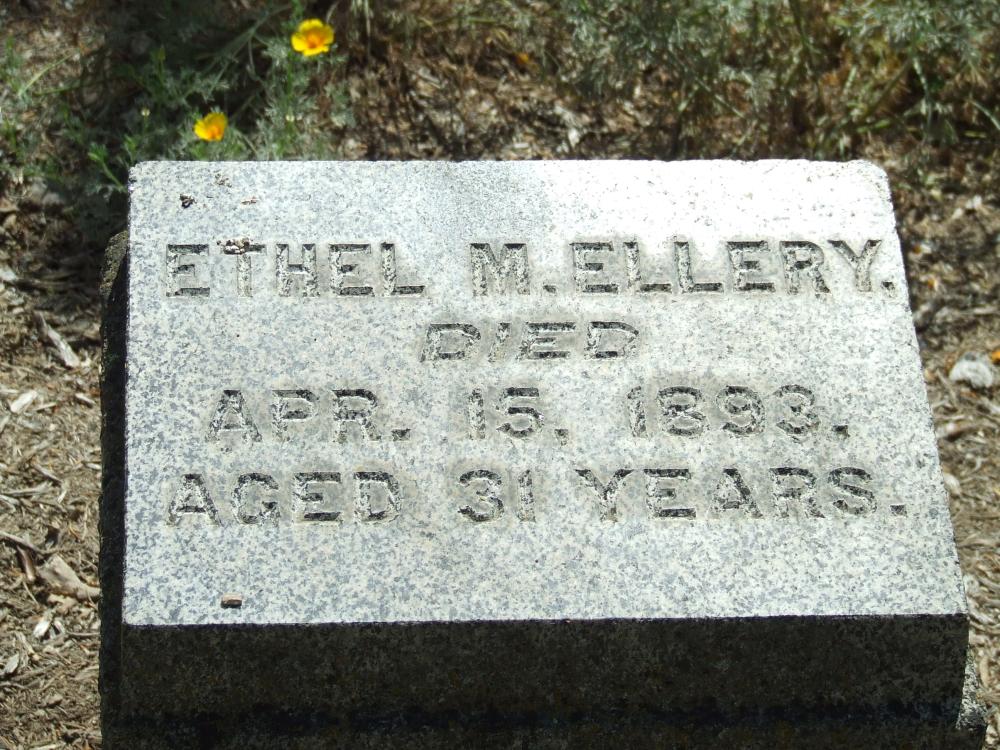 ETHEL M. ELLERY.
DIED
APR. 15, 1893.
AGED 31 YEARS.